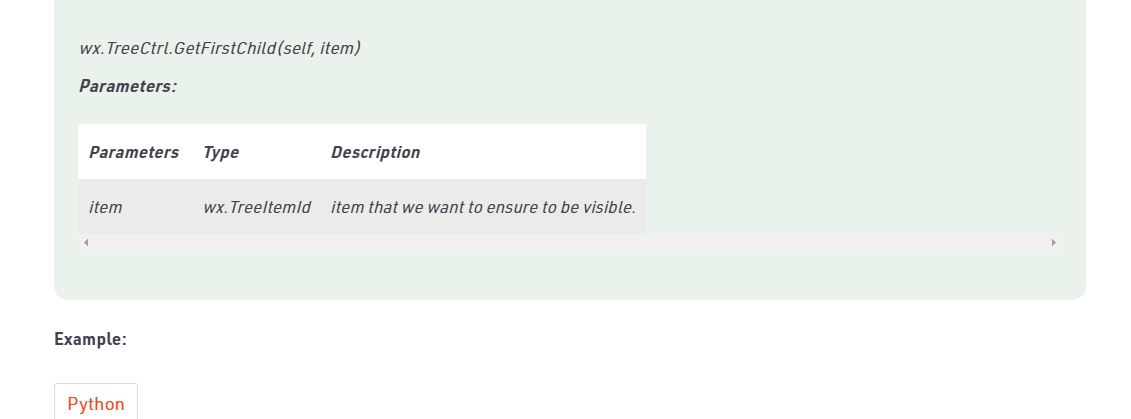 wx.TreeCtrl.GetFirstChild(self, item)
Parameters:
Parameters Type Description
item wx.TreeItemId item that we want to ensure to be visible.
Example:
Python